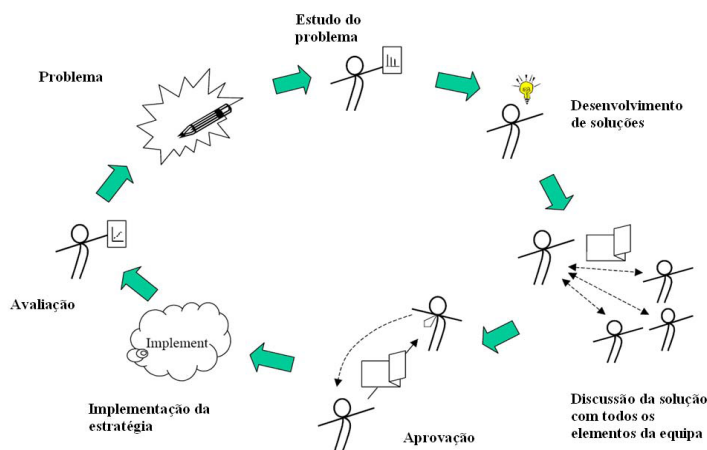 Problema
Estudo do
problema
Desenvolvimento
de soluções
Discussão da solução
com todos os
elementos da equipa
Aprovação
Implement
Implementação da
estratégia
Avaliação